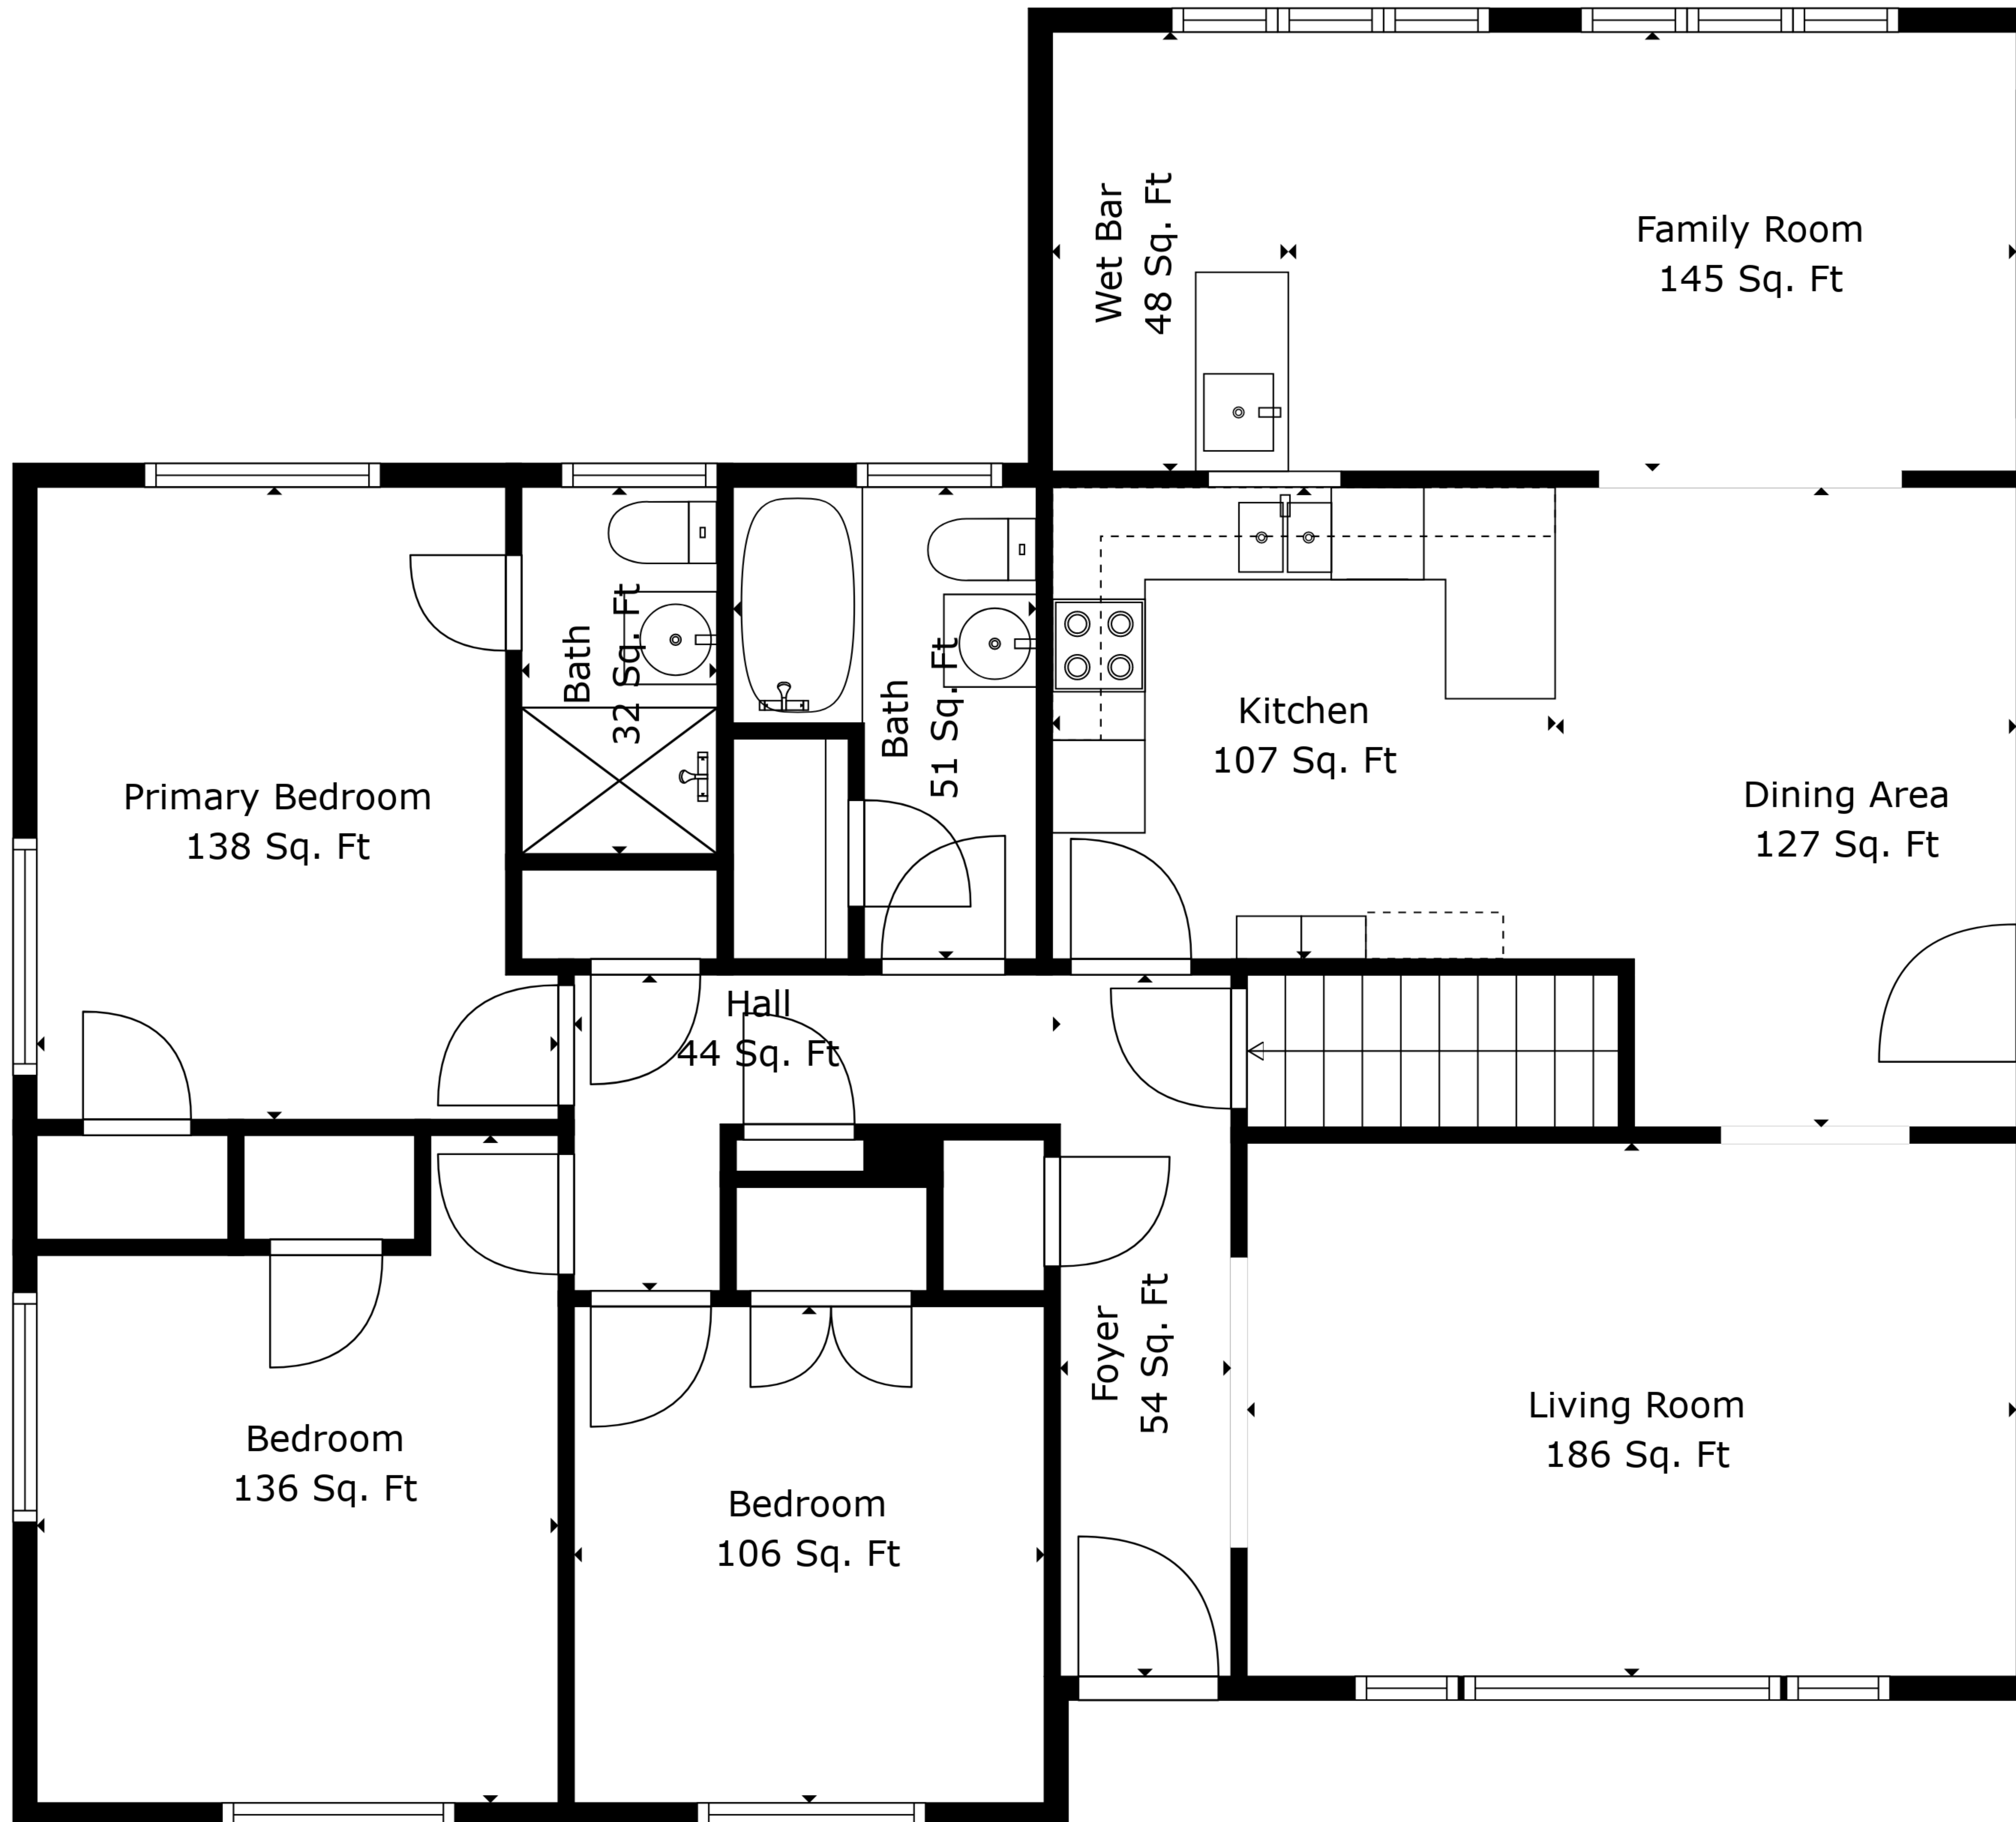 Wet Bar
48 Sq. Ft
Family Room
145 Sq. Ft
Bath
32 Sq. Ft
Bath
51 Sq. Ft
Kitchen
107 Sq. Ft
Primary Bedroom
138 Sq. Ft
Dining Area
127 Sq. Ft
Hall
44 Sq. Ft
Foyer
54 Sq. Ft
Living Room
186 Sq. Ft
Bedroom
136 Sq. Ft
Bedroom
106 Sq. Ft